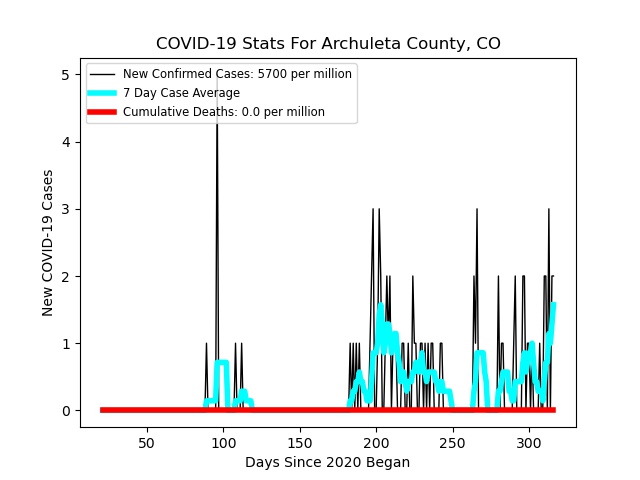 COVID-19 Stats For Archuleta County, CO
New Confirmed Cases: 5700 per million
7 Day Case Average
Cumulative Deaths: 0.0 per million
New COVID-19 Cases
5
4
3
2
1
0
50 100 150 200 250 300
Days Since 2020 Began